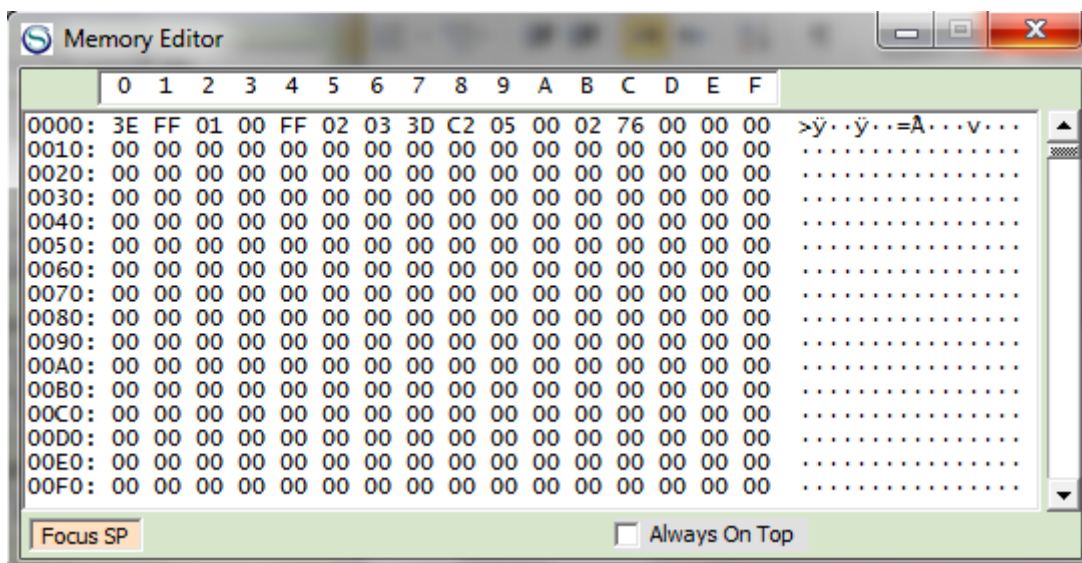 Memory Editor
0 1 2 3 4 5 6 7 8 9 A B C D E F
0000: 3E FF 01 00 FF 02 03 3D C2 05 00 02 76 00 00 00 >ÿ··ÿ··=Â···v···
0010: 00 00 00 00 00 00 00 00 00 00 00 00 00 00 00 00 ················
0020: 00 00 00 00 00 00 00 00 00 00 00 00 00 00 00 00 ················
0030: 00 00 00 00 00 00 00 00 00 00 00 00 00 00 00 00 ················
0040: 00 00 00 00 00 00 00 00 00 00 00 00 00 00 00 00 ················
0050: 00 00 00 00 00 00 00 00 00 00 00 00 00 00 00 00 ················
0060: 00 00 00 00 00 00 00 00 00 00 00 00 00 00 00 00 ················
0070: 00 00 00 00 00 00 00 00 00 00 00 00 00 00 00 00 ················
0080: 00 00 00 00 00 00 00 00 00 00 00 00 00 00 00 00 ················
0090: 00 00 00 00 00 00 00 00 00 00 00 00 00 00 00 00 ················
00A0: 00 00 00 00 00 00 00 00 00 00 00 00 00 00 00 00 ················
00B0: 00 00 00 00 00 00 00 00 00 00 00 00 00 00 00 00 ················
00C0: 00 00 00 00 00 00 00 00 00 00 00 00 00 00 00 00 ················
00D0: 00 00 00 00 00 00 00 00 00 00 00 00 00 00 00 00 ················
00E0: 00 00 00 00 00 00 00 00 00 00 00 00 00 00 00 00 ················
00F0: 00 00 00 00 00 00 00 00 00 00 00 00 00 00 00 00 ················
Focus SP Always On Top